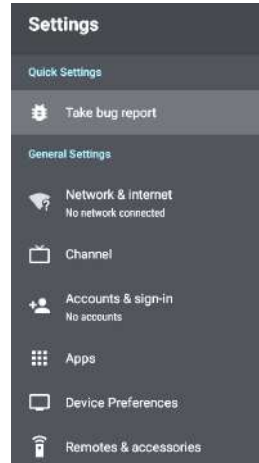 Settings
Quick Settings
Take bug report
General Settings
Network & internet
No network connected
Channel
Accounts & sign-in
No accounts
Apps
Device Preferences
Remotes & accessories